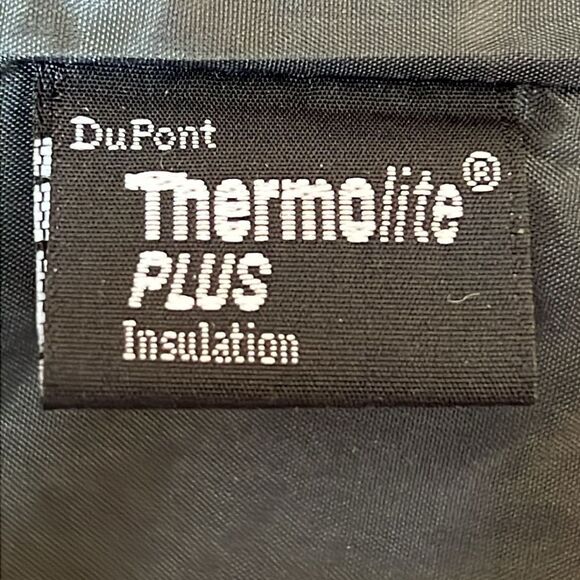 DuPont
Thermolite®
PLUS
Insulation